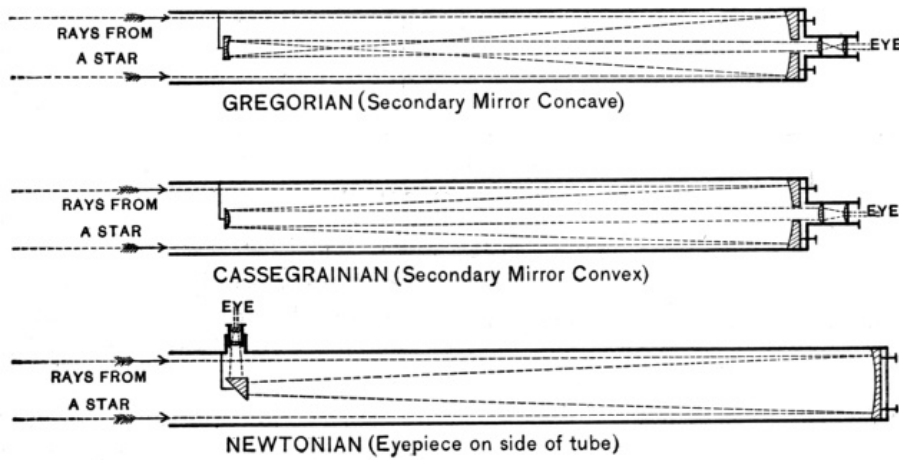 RAYS FROM
A STAR
EYE
GREGORIAN (Secondary Mirror Concave)
RAYS FROM
A STAR
EYE
CASSEGRAINIAN (Secondary Mirror Convex)
EYE
RAYS FROM
A STAR
NEWTONIAN (Eyepiece on side of tube)